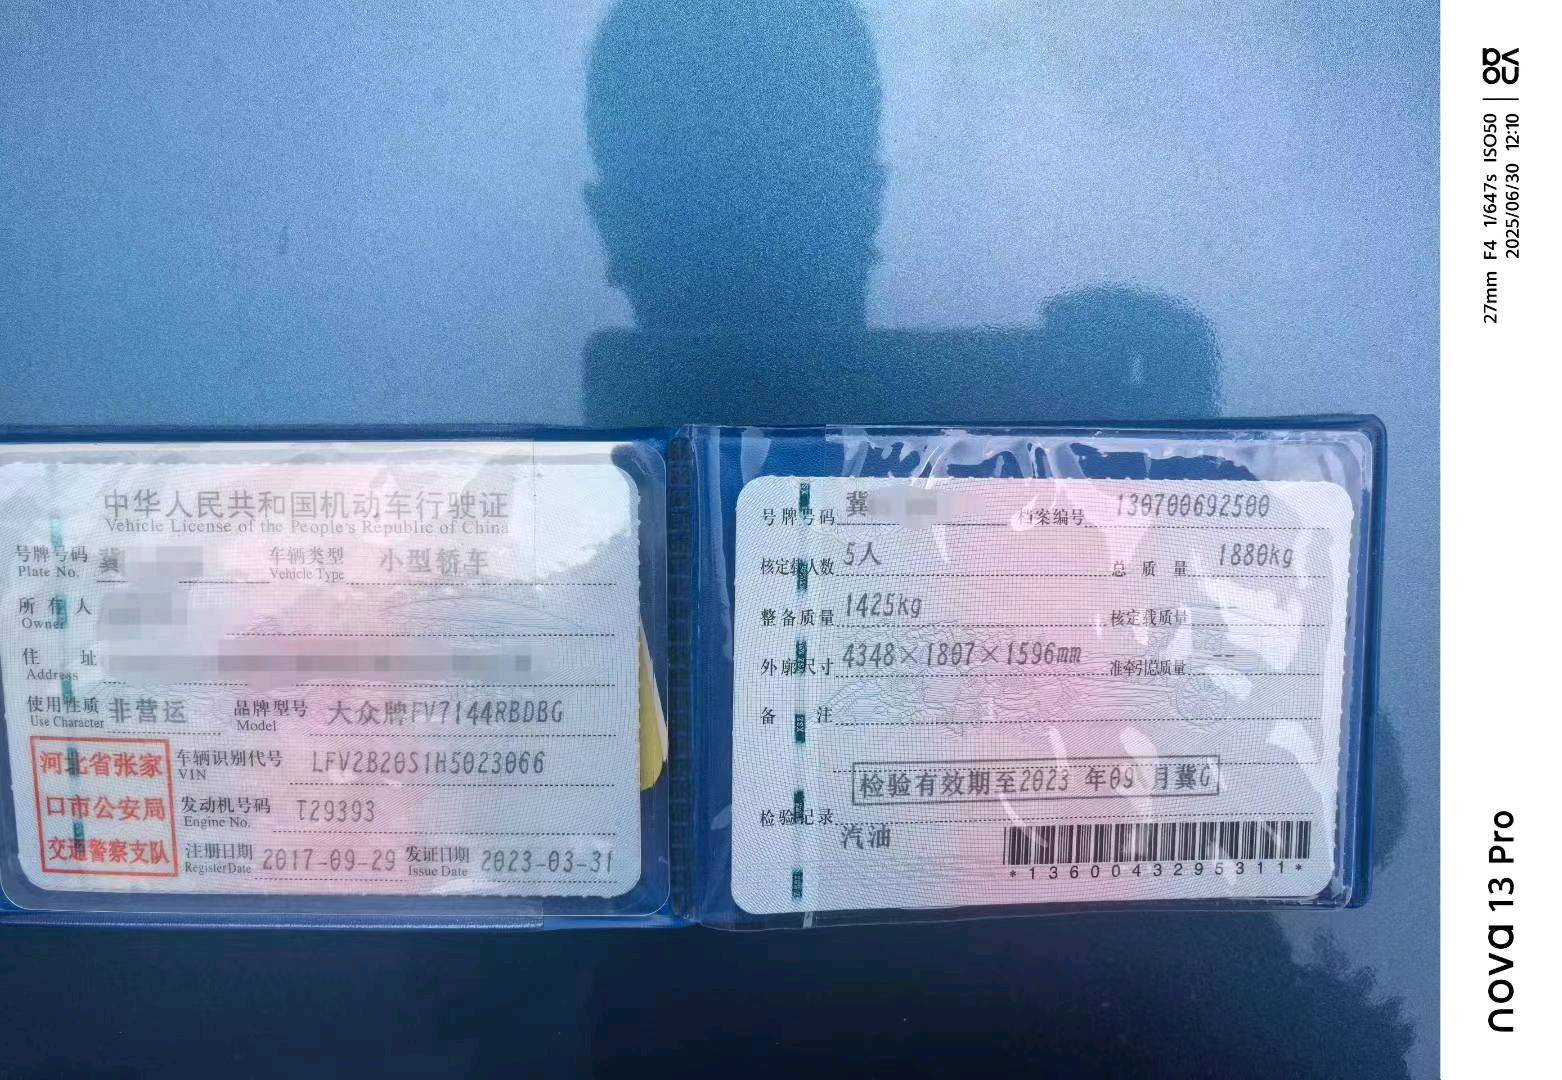 中华人民共和国机动车行驶证
Vehicle License of the People's Republic of China
号牌号码 冀 车辆类型 小型轿车
Plate No. Vehicle Type
所有人
Owner
住 址
Address
使用性质 非营运 品牌型号 大众牌FV7144RBDBG
Use Character Model
河北省张家
口市公安局
交通警察支队
车辆识别代号 LFV2B20S1H5023066
VIN
发动机号码 T29393
Engine No.
注册日期 2017-09-29 发证日期 2023-03-31
Register Date Issue Date
号牌号码 冀 档案编号 130700692500
核定载人数 5人 总 质 量 1880kg
整备质量 1425kg 核定载质量 --
外廓尺寸 4348×1807×1596mm 准牵引总质量 --
备 注
检验有效期至2023 年09 月冀G
检验记录
汽油
*1360043295311*
27mm F4 1/647s ISO50
2025/06/30 12:10
nova 13 Pro